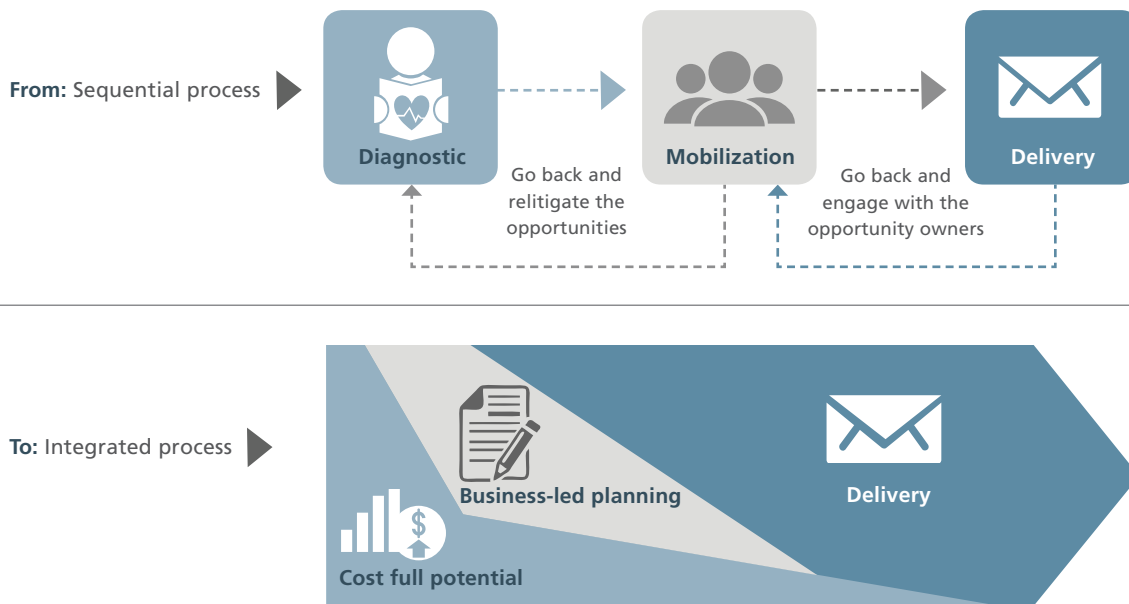 From: Sequential process
Diagnostic
Mobilization
Delivery
Go back and
relitigate the
opportunities
Go back and
engage with the
opportunity owners
To: Integrated process
$
Business-led planning
Delivery
Cost full potential